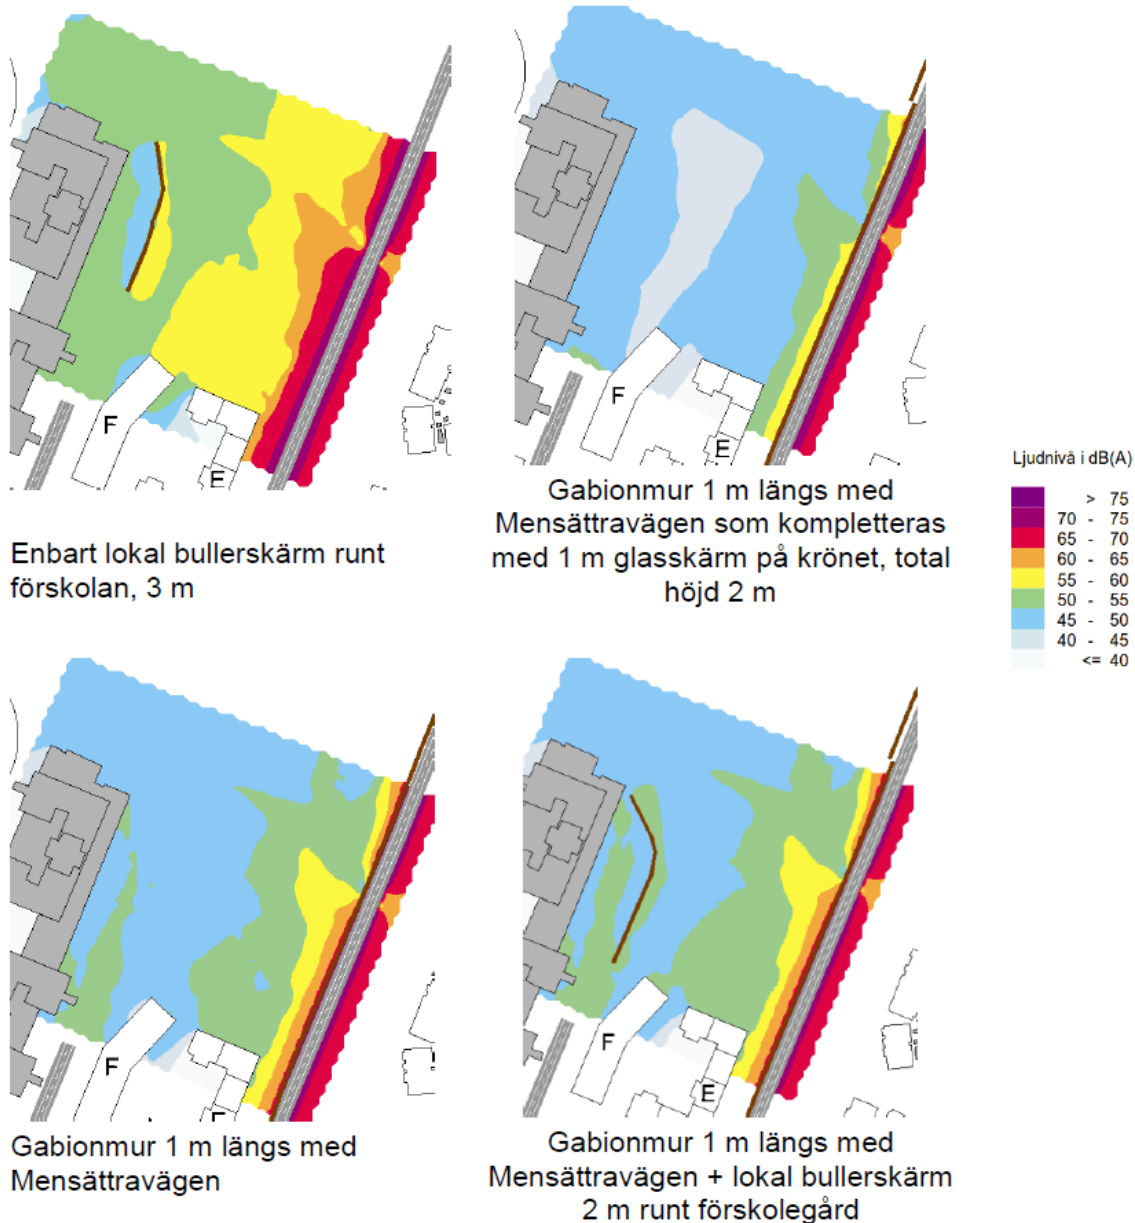 F
E
Enbart lokal bullerskärm runt
förskolan, 3 m
F
E
Gabionmur 1 m längs med
Mensättravägen som kompletteras
med 1 m glasskärm på krönet, total
höjd 2 m
Ljudnivå i dB(A)
> 75
70 - 75
65 - 70
60 - 65
55 - 60
50 - 55
45 - 50
40 - 45
<= 40
F
Gabionmur 1 m längs med
Mensättravägen
F
E
Gabionmur 1 m längs med
Mensättravägen + lokal bullerskärm
2 m runt förskolegård